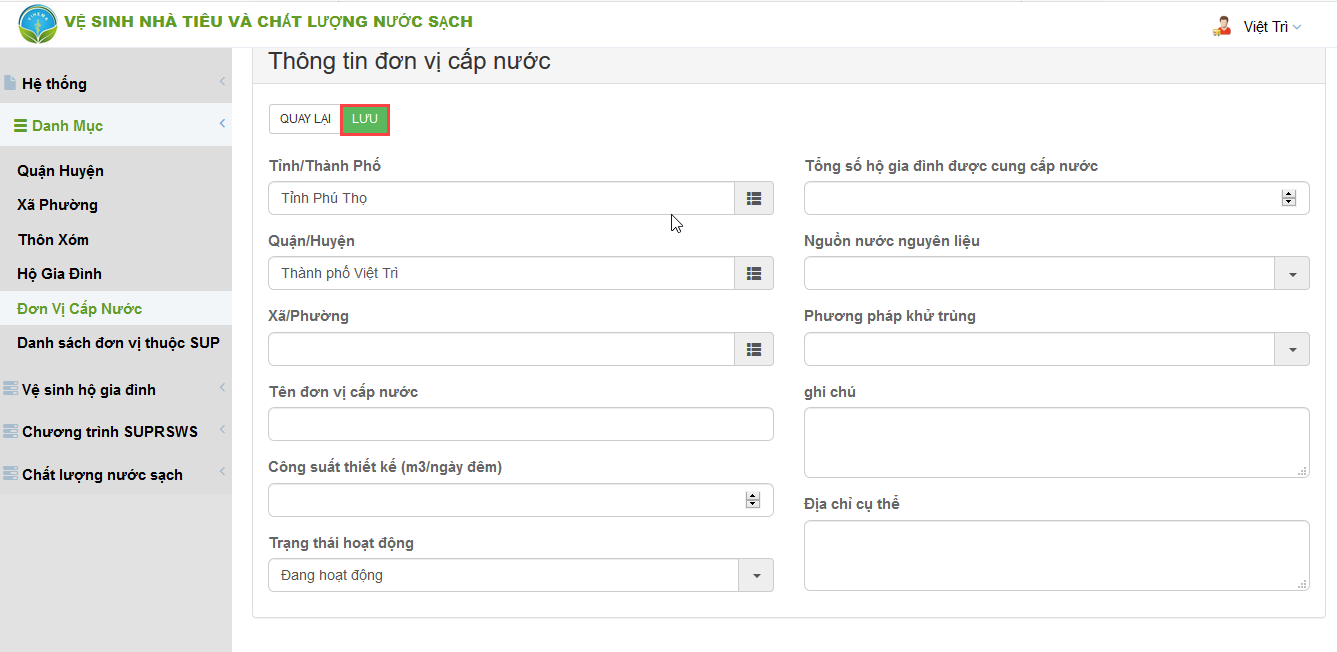 VỆ SINH NHÀ TIÊU VÀ CHẤT LƯỢNG NƯỚC SẠCH
Việt Trì
Hệ thống
Danh Mục
Quận Huyện
Xã Phường
Thôn Xóm
Hộ Gia Đình
Đơn Vị Cấp Nước
Danh sách đơn vị thuộc SUP
Vệ sinh hộ gia đình
Chương trình SUPRSWS
Chất lượng nước sạch
Thông tin đơn vị cấp nước
QUAY LẠI LƯU
Tỉnh/Thành Phố
Tỉnh Phú Thọ
Quận/Huyện
Thành phố Việt Trì
Xã/Phường
Tên đơn vị cấp nước
Công suất thiết kế (m3/ngày đêm)
Trạng thái hoạt động
Đang hoạt động
Tổng số hộ gia đình được cung cấp nước
Nguồn nước nguyên liệu
Phương pháp khử trùng
ghi chú
Địa chỉ cụ thể